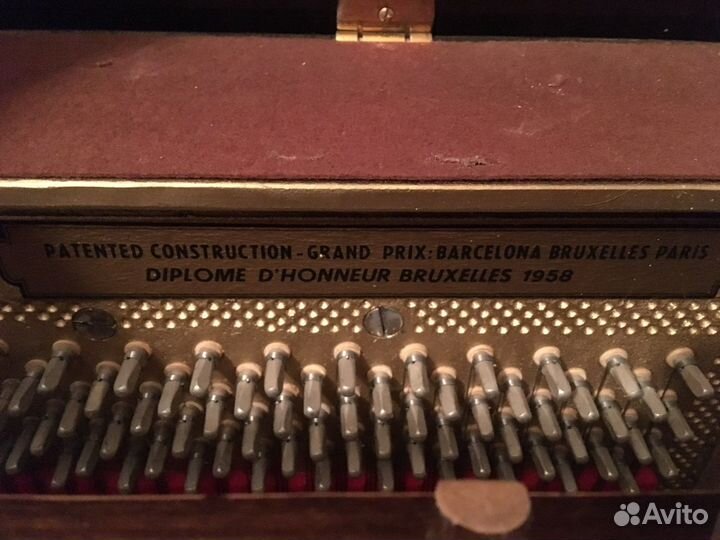 PATENTED CONSTRUCTION - GRAND PRIX: BARCELONA BRUXELLES PARIS
DIPLOME D'HONNEUR BRUXELLES 1958
Avito